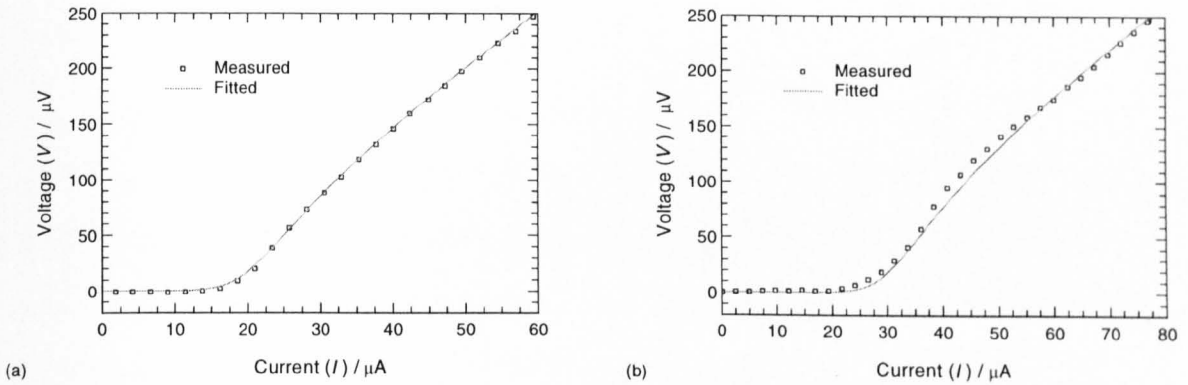 250
200
150
100
50
0
Voltage (V) / μV
Measured
Fitted
0 10 20 30 40 50 60
Current (I) / μA
(a)
250
200
150
100
50
0
Voltage (V) / μV
Measured
Fitted
0 10 20 30 40 50 60 70 80
Current (I) / μA
(b)